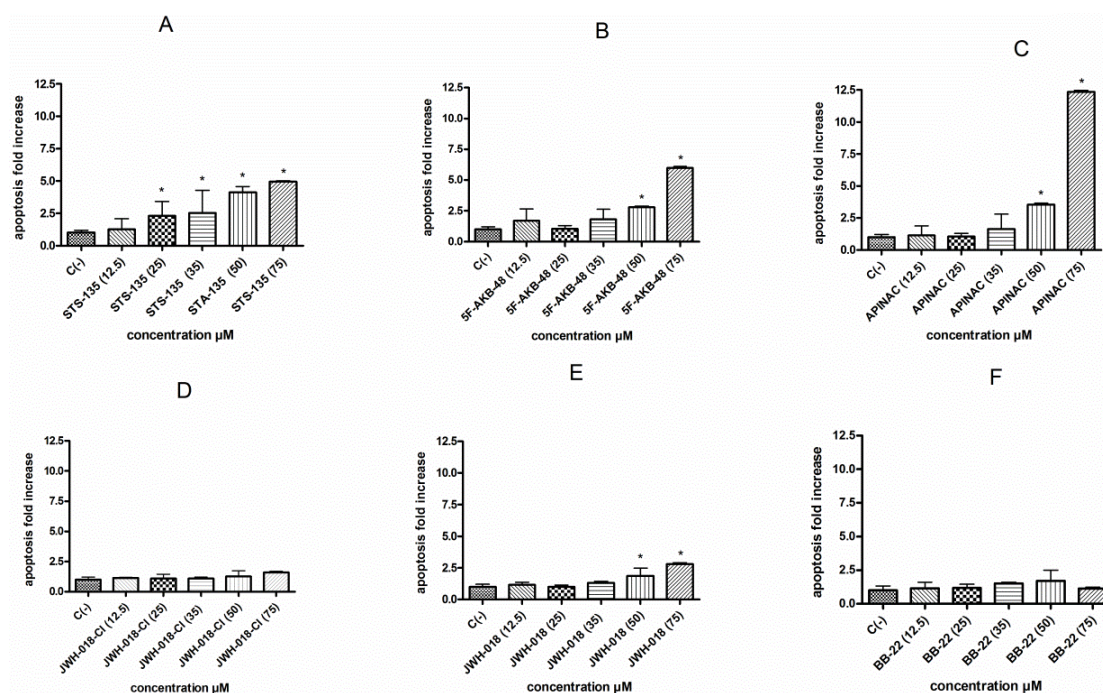 A
apoptosis fold increase
12.5
10.0
7.5
5.0
2.5
0.0
* * * *
C(-)
STS-135 (12.5)
STS-135 (25)
STS-135 (35)
STA-135 (50)
STS-135 (75)
concentration µM
B
apoptosis fold increase
12.5
10.0
7.5
5.0
2.5
0.0
* *
C(-)
5F-AKB-48 (12.5)
5F-AKB-48 (25)
5F-AKB-48 (35)
5F-AKB-48 (50)
5F-AKB-48 (75)
concentration µM
C
apoptosis fold increase
12.5
10.0
7.5
5.0
2.5
0.0
* *
C(-)
APINAC (12.5)
APINAC (25)
APINAC (35)
APINAC (50)
APINAC (75)
concentration µM
D
apoptosis fold increase
12.5
10.0
7.5
5.0
2.5
0.0
C(-)
JWH-018-Cl (12.5)
JWH-018-Cl (25)
JWH-018-Cl (35)
JWH-018-Cl (50)
JWH-018-Cl (75)
concentration µM
E
apoptosis fold increase
12.5
10.0
7.5
5.0
2.5
0.0
* *
C(-)
JWH-018 (12.5)
JWH-018 (25)
JWH-018 (35)
JWH-018 (50)
JWH-018 (75)
concentration µM
F
apoptosis fold increase
12.5
10.0
7.5
5.0
2.5
0.0
C(-)
BB-22 (12.5)
BB-22 (25)
BB-22 (35)
BB-22 (50)
BB-22 (75)
concentration µM